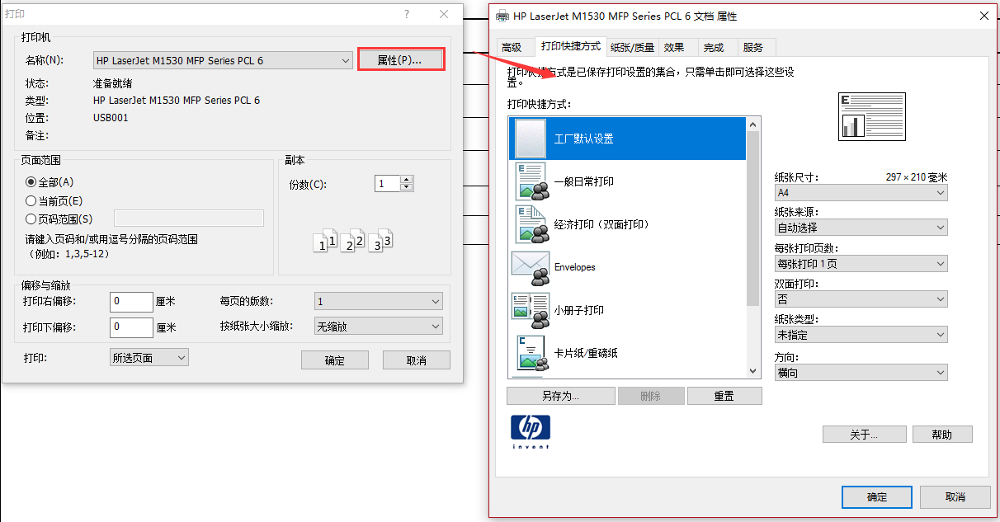 打印
打印机
名称(N):
HP LaserJet M1530 MFP Series PCL 6
属性(P)...
状态:
准备就绪
类型:
HP LaserJet M1530 MFP Series PCL 6
位置:
USB001
备注:
页面范围
全部(A)
当前页(E)
页码范围(S)
请键入页码和/或用逗号分隔的页码范围
（例如：1,3,5-12）
副本
份数(C):
1
1 1 2 2 3 3
偏移与缩放
打印右偏移:
0
厘米
每页的版数:
1
打印下偏移:
0
厘米
按纸张大小缩放:
无缩放
打印:
所选页面
确定
取消
HP LaserJet M1530 MFP Series PCL 6 文档 属性
高级
打印快捷方式
纸张/质量
效果
完成
服务
打印快捷方式是已保存打印设置的集合，只需单击即可选择这些设
置。
打印快捷方式:
工厂默认设置
一般日常打印
经济打印（双面打印）
Envelopes
小册子打印
卡片纸/重磅纸
另存为...
删除
重置
hp
invent
E
纸张尺寸:
297 × 210 毫米
A4
纸张来源:
自动选择
每张打印页数:
每张打印 1 页
双面打印:
否
纸张类型:
未指定
方向:
横向
关于...
帮助
确定
取消